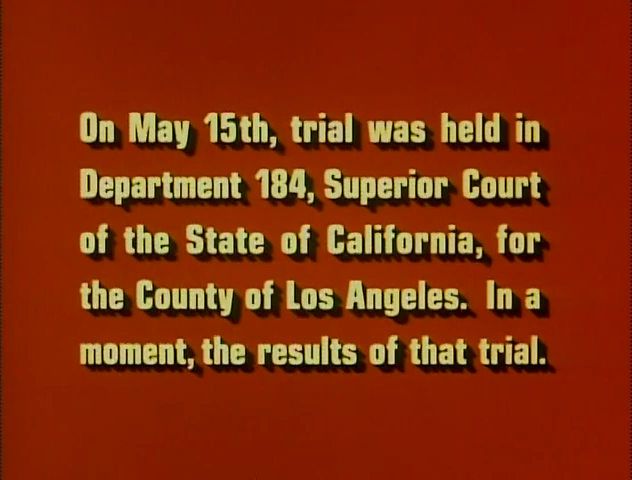 On May 15th, trial was held in
Department 184, Superior Court
of the State of California, for
the County of Los Angeles. In a
moment, the results of that trial.